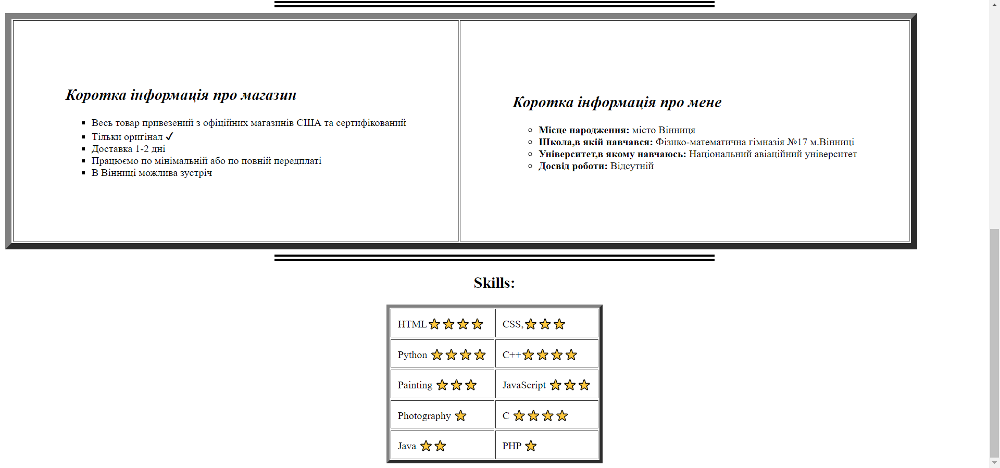 Коротка інформація про магазин
Весь товар привезений з офіційних магазинів США та сертифікований
Тільки оригінал ✓
Доставка 1-2 дні
Працюємо по мінімальній або по повній передплаті
В Вінниці можлива зустріч
Коротка інформація про мене
Місце народження: місто Вінниця
Школа,в якій навчався: Фізико-математична гімназія №17 м.Вінниці
Університет,в якому навчаюсь: Національний авіаційний університет
Досвід роботи: Відсутній
Skills:
HTML⭐⭐⭐⭐
CSS,⭐⭐⭐
Python ⭐⭐⭐⭐
C++⭐⭐⭐⭐
Painting ⭐⭐⭐
JavaScript ⭐⭐⭐
Photography ⭐
C ⭐⭐⭐⭐
Java ⭐⭐
PHP ⭐